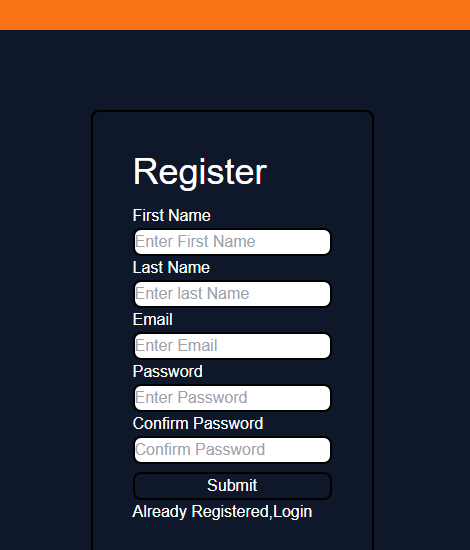 Register
First Name
Enter First Name
Last Name
Enter last Name
Email
Enter Email
Password
Enter Password
Confirm Password
Confirm Password
Submit
Already Registered,Login